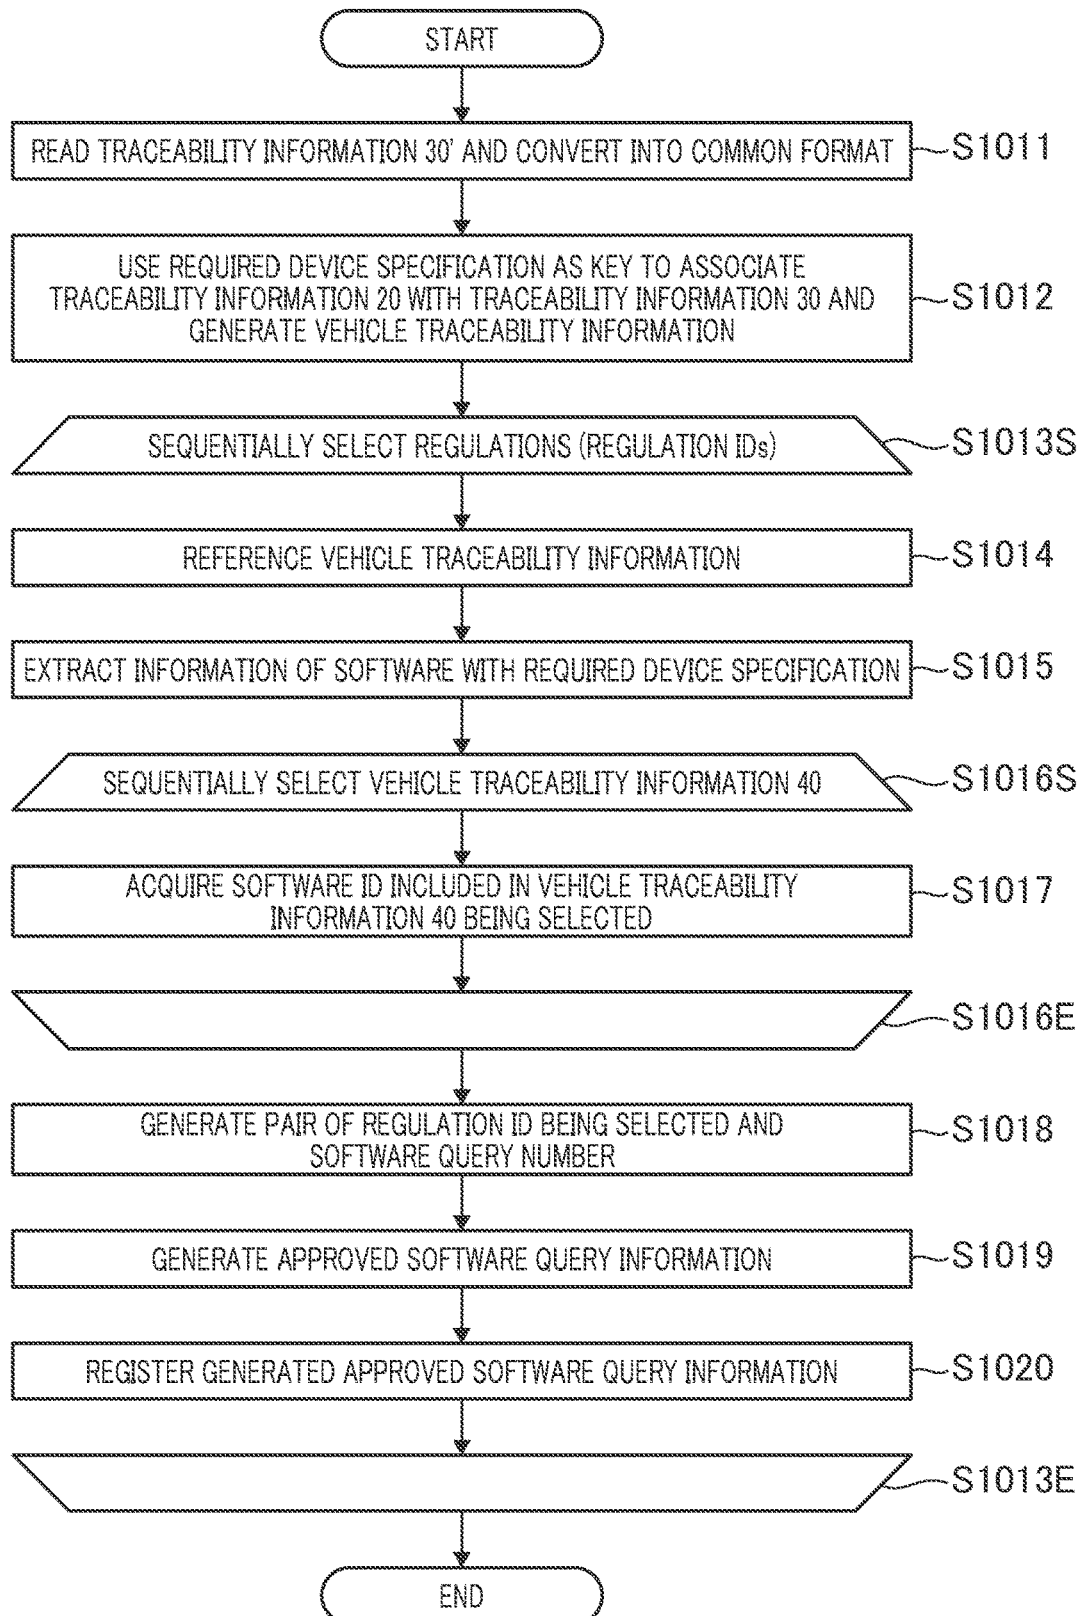 START
READ TRACEABILITY INFORMATION 30' AND CONVERT INTO COMMON FORMAT
S1011
USE REQUIRED DEVICE SPECIFICATION AS KEY TO ASSOCIATE
TRACEABILITY INFORMATION 20 WITH TRACEABILITY INFORMATION 30 AND
GENERATE VEHICLE TRACEABILITY INFORMATION
S1012
SEQUENTIALLY SELECT REGULATIONS (REGULATION IDs)
S1013S
REFERENCE VEHICLE TRACEABILITY INFORMATION
S1014
EXTRACT INFORMATION OF SOFTWARE WITH REQUIRED DEVICE SPECIFICATION
S1015
SEQUENTIALLY SELECT VEHICLE TRACEABILITY INFORMATION 40
S1016S
ACQUIRE SOFTWARE ID INCLUDED IN VEHICLE TRACEABILITY
INFORMATION 40 BEING SELECTED
S1017
S1016E
GENERATE PAIR OF REGULATION ID BEING SELECTED AND
SOFTWARE QUERY NUMBER
S1018
GENERATE APPROVED SOFTWARE QUERY INFORMATION
S1019
REGISTER GENERATED APPROVED SOFTWARE QUERY INFORMATION
S1020
S1013E
END